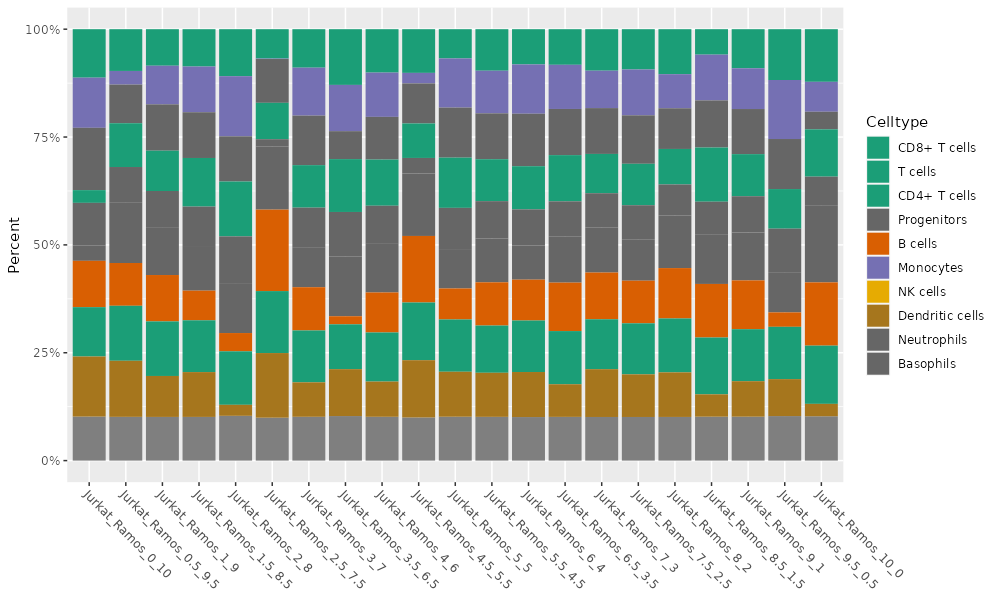 100%
75%
50%
25%
0%
Percent
Jurkat_Ramos_0_10
Jurkat_Ramos_0.5_9.5
Jurkat_Ramos_1_9
Jurkat_Ramos_1.5_8.5
Jurkat_Ramos_2_8
Jurkat_Ramos_2.5_7.5
Jurkat_Ramos_3_7
Jurkat_Ramos_3.5_6.5
Jurkat_Ramos_4_6
Jurkat_Ramos_4.5_5.5
Jurkat_Ramos_5_5
Jurkat_Ramos_5.5_4.5
Jurkat_Ramos_6_4
Jurkat_Ramos_6.5_3.5
Jurkat_Ramos_7_3
Jurkat_Ramos_7.5_2.5
Jurkat_Ramos_8_2
Jurkat_Ramos_8.5_1.5
Jurkat_Ramos_9_1
Jurkat_Ramos_9.5_0.5
Jurkat_Ramos_10_0
Celltype
CD8+ T cells
T cells
CD4+ T cells
Progenitors
B cells
Monocytes
NK cells
Dendritic cells
Neutrophils
Basophils